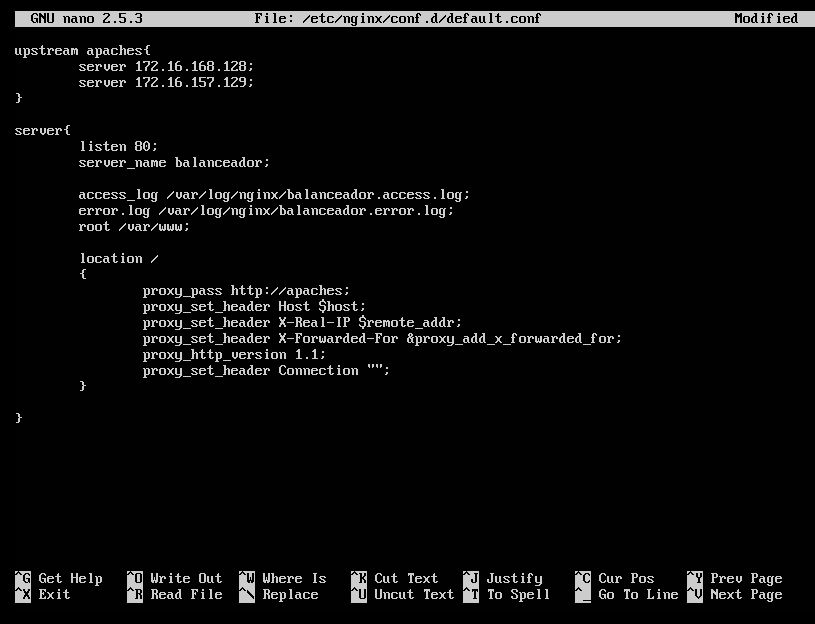 GNU nano 2.5.3 File: /etc/nginx/conf.d/default.conf Modified
upstream apaches{
server 172.16.168.128;
server 172.16.157.129;
}
server{
listen 80;
server_name balanceador;
access_log /var/log/nginx/balanceador.access.log;
error.log /var/log/nginx/balanceador.error.log;
root /var/www;
location /
{
proxy_pass http://apaches;
proxy_set_header Host $host;
proxy_set_header X-Real-IP $remote_addr;
proxy_set_header X-Forwarded-For &proxy_add_x_forwarded_for;
proxy_http_version 1.1;
proxy_set_header Connection "";
}
}
^G Get Help ^O Write Out ^W Where Is ^K Cut Text ^J Justify ^C Cur Pos ^Y Prev Page
^X Exit ^R Read File ^\ Replace ^U Uncut Text ^T To Spell ^_ Go To Line ^V Next Page